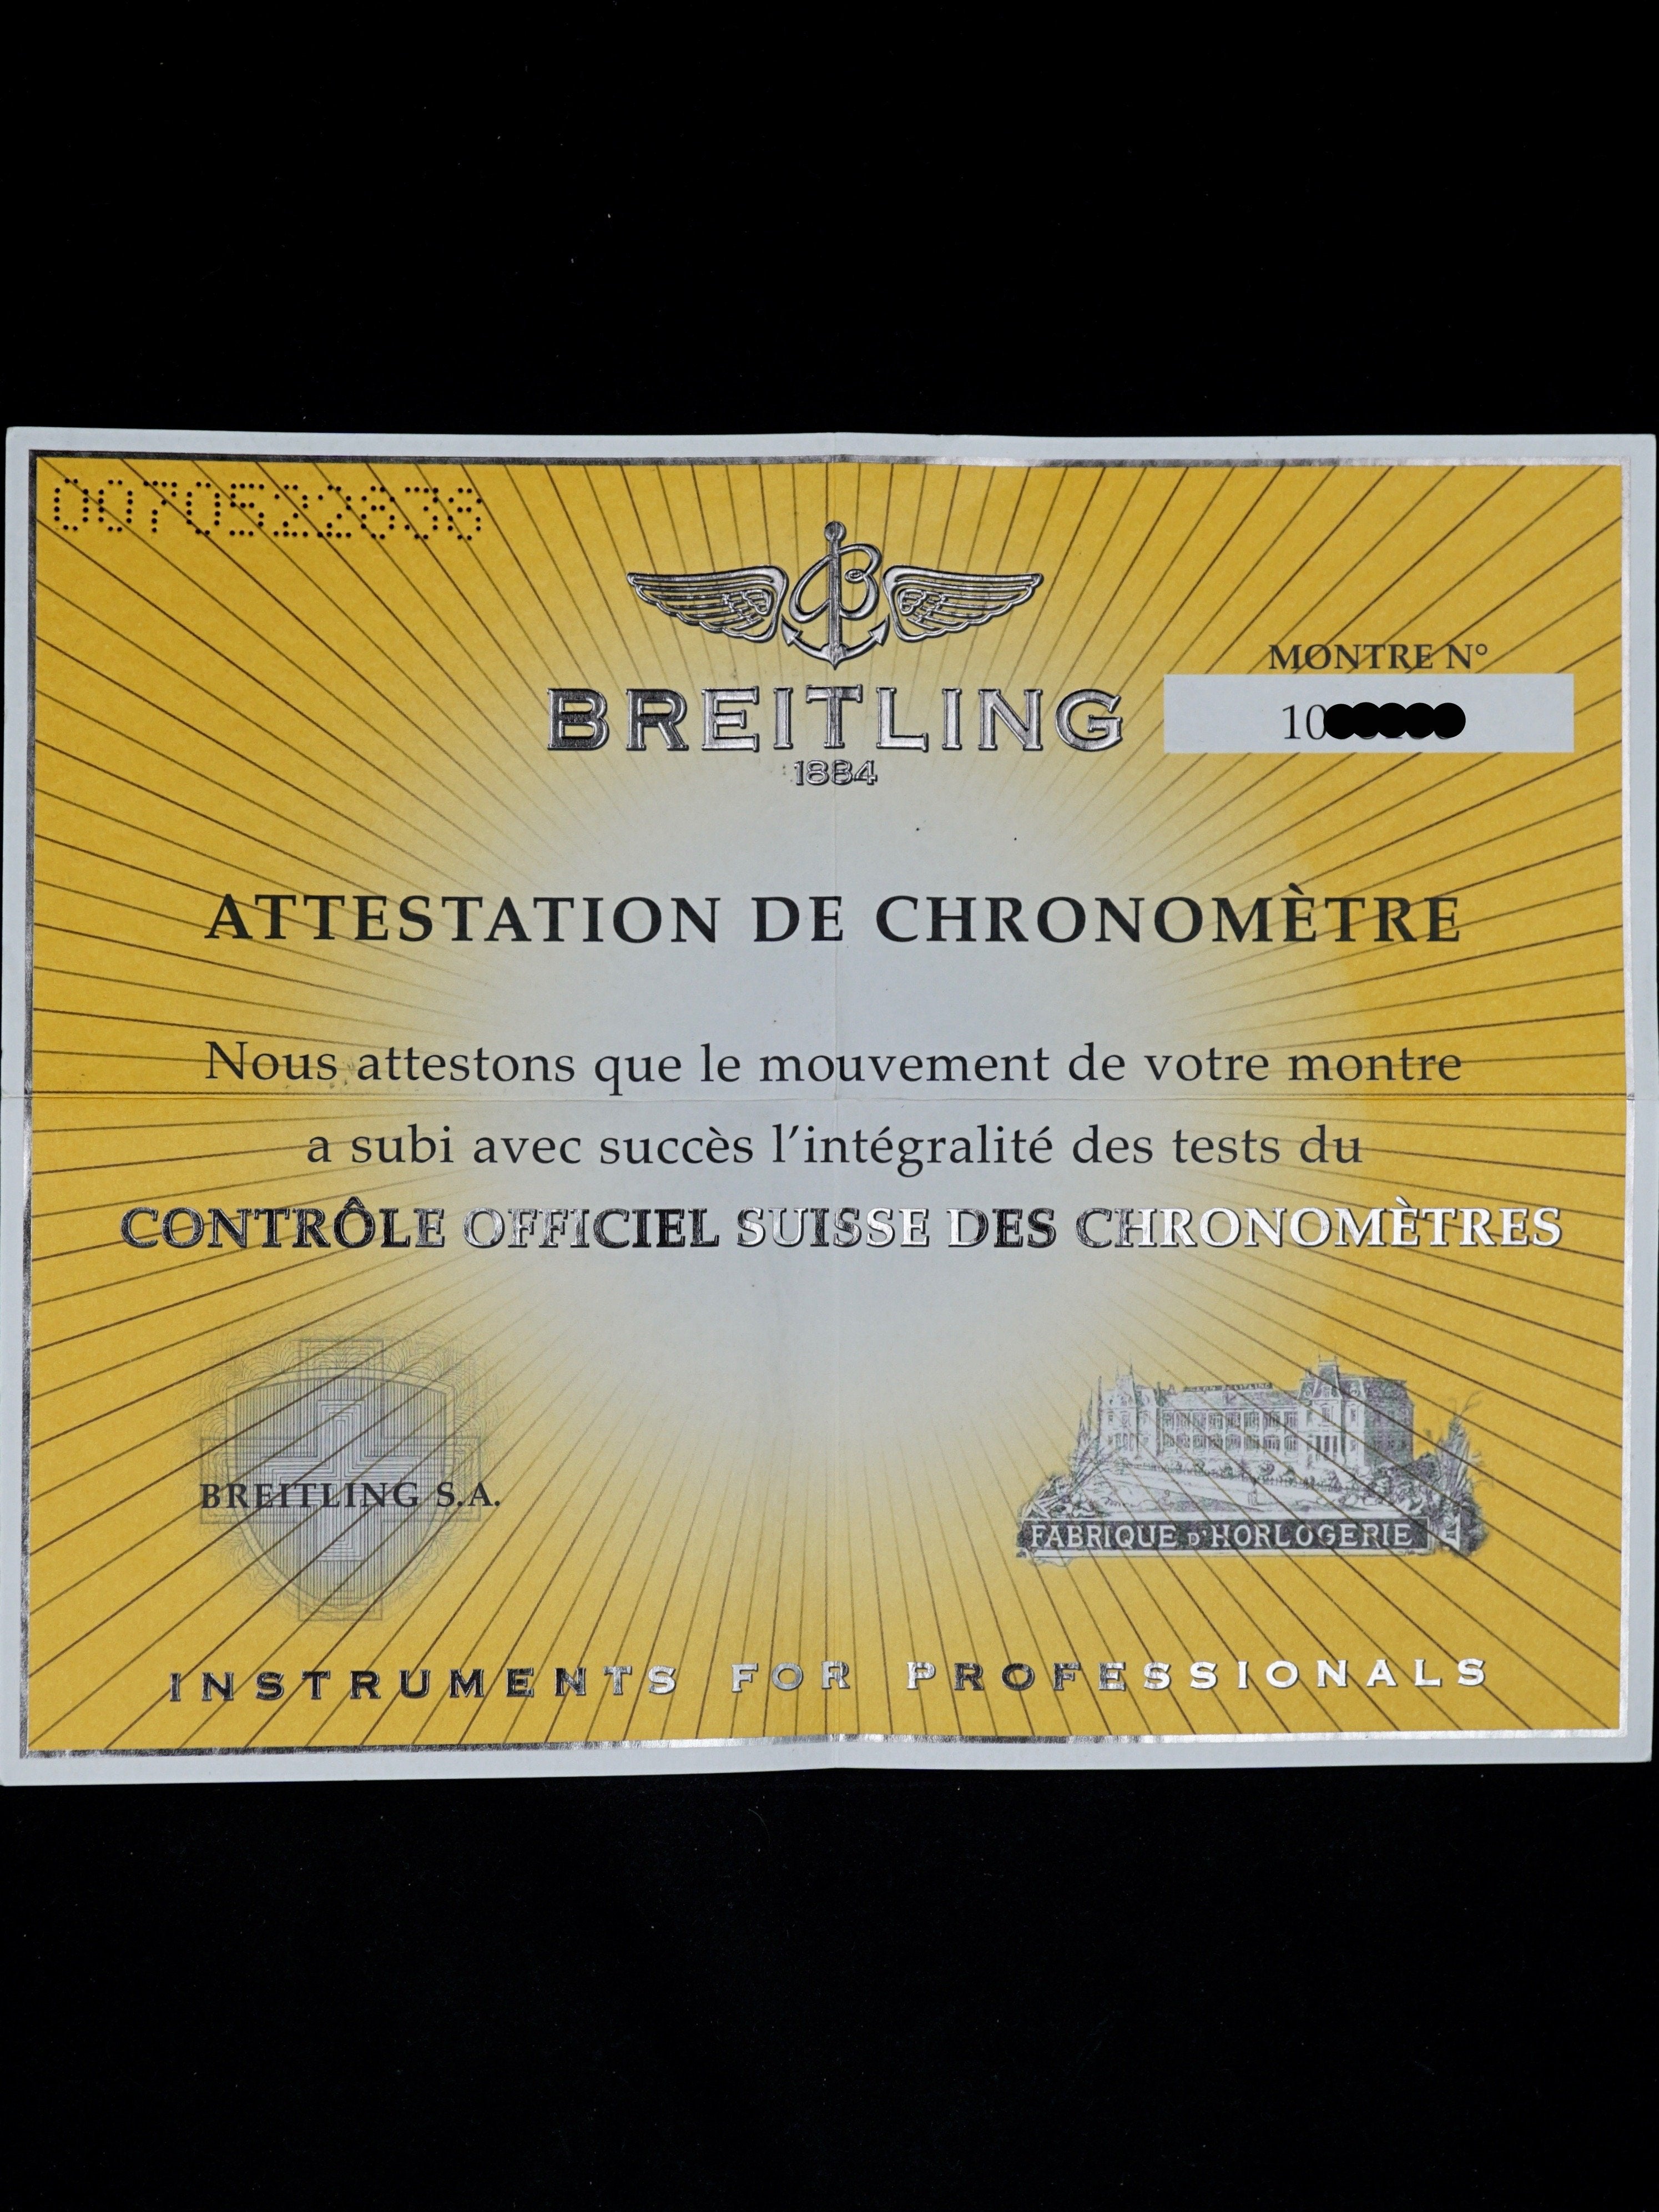 0070522838
BREITLING
1884
MONTRE N°
10
ATTESTATION DE CHRONOMÈTRE
Nous attestons que le mouvement de votre montre
a subi avec succès l'intégralité des tests du
CONTRÔLE OFFICIEL SUISSE DES CHRONOMÈTRES
BREITLING S.A.
FABRIQUE D'HORLOGERIE
INSTRUMENTS FOR PROFESSIONALS